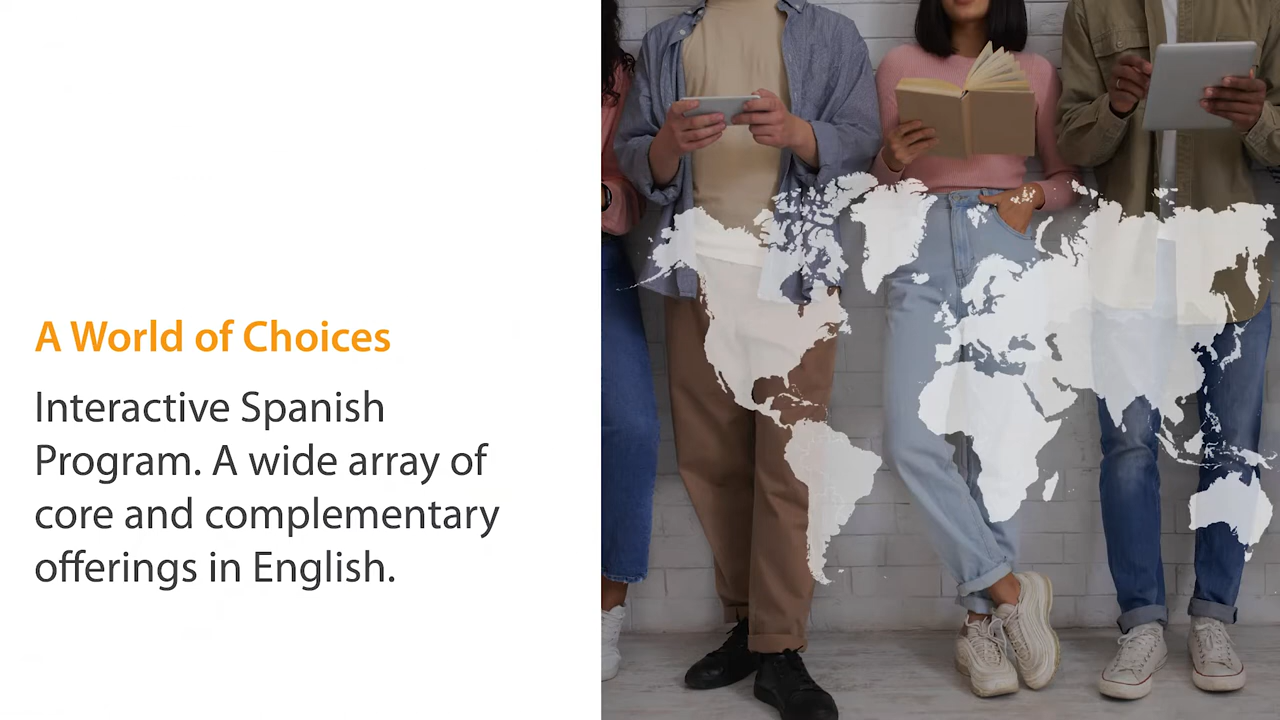 A World of Choices
Interactive Spanish
Program. A wide array of
core and complementary
offerings in English.